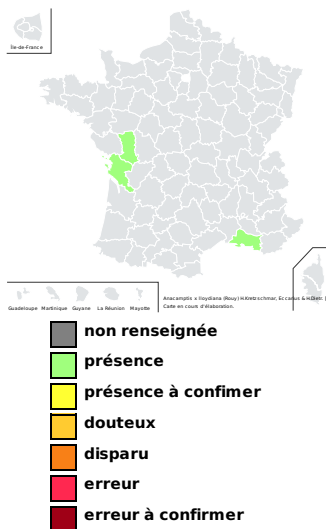 Île-de-France
Guadeloupe Martinique Guyane La Réunion Mayotte
Anacamptis x lloydiana (Rouy) H.Kretzschmar, Eccarius & H.Dietr. [
Carte en cours d'élaboration.
non renseignée
présence
présence à confimer
douteux
disparu
erreur
erreur à confirmer